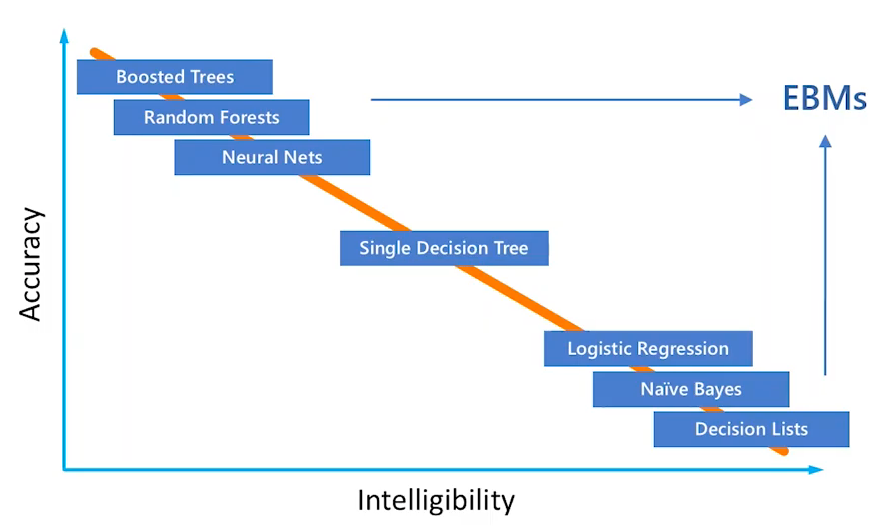 Boosted Trees
EBMs
Random Forests
Neural Nets
Single Decision Tree
Logistic Regression
Naïve Bayes
Decision Lists
Accuracy
Intelligibility